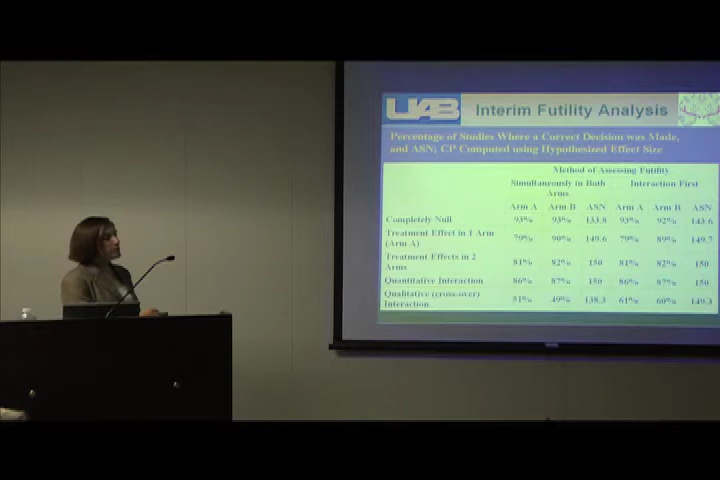 UAB Interim Futility Analysis
Percentage of Studies Where a Correct Decision was Made,
and ASN; CP Computed using Hypothesized Effect Size
Method of Assessing Futility
Simultaneously in Both Arms Interaction First
Arm A Arm B ASN Arm A Arm B ASN
Completely Null 93% 93% 133.8 93% 92% 143.6
Treatment Effect in 1 Arm (Arm A) 79% 90% 149.6 79% 89% 149.7
Treatment Effects in 2 Arms 81% 82% 150 81% 82% 150
Quantitative Interaction 86% 87% 150 86% 87% 150
Qualitative (cross-over) Interaction 51% 49% 138.3 61% 60% 149.3